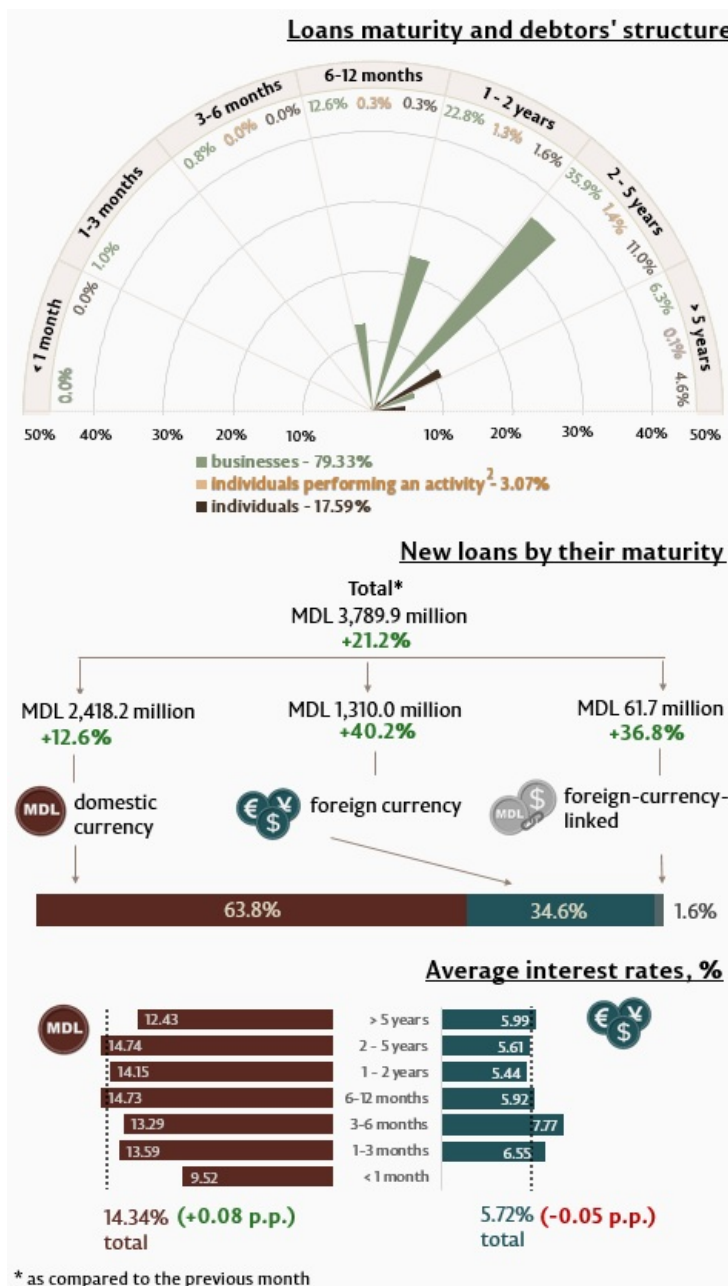 Loans maturity and debtors' structure
< 1 month
1-3 months
3-6 months
6-12 months
1 - 2 years
2 - 5 years
> 5 years
0.0%
0.0%
1.0%
0.8%
0.0%
0.0%
12.6%
0.3%
0.3%
22.8%
1.3%
1.6%
35.9%
1.4%
11.0%
6.3%
0.1%
4.6%
50% 40% 30% 20% 10% 10% 20% 30% 40% 50%
businesses - 79.33%
individuals performing an activity2 - 3.07%
individuals - 17.59%
New loans by their maturity
Total*
MDL 3,789.9 million
+21.2%
MDL 2,418.2 million MDL 1,310.0 million MDL 61.7 million
+12.6% +40.2% +36.8%
MDL domestic currency
€ ¥ $ foreign currency
MDL $ foreign-currency-
linked
63.8% 34.6% 1.6%
Average interest rates, %
MDL € ¥ $
12.43 > 5 years 5.99
14.74 2 - 5 years 5.61
14.15 1 - 2 years 5.44
14.73 6-12 months 5.92
13.29 3-6 months 7.77
13.59 1-3 months 6.55
9.52 < 1 month
14.34% (+0.08 p.p.) 5.72% (-0.05 p.p.)
total total
* as compared to the previous month